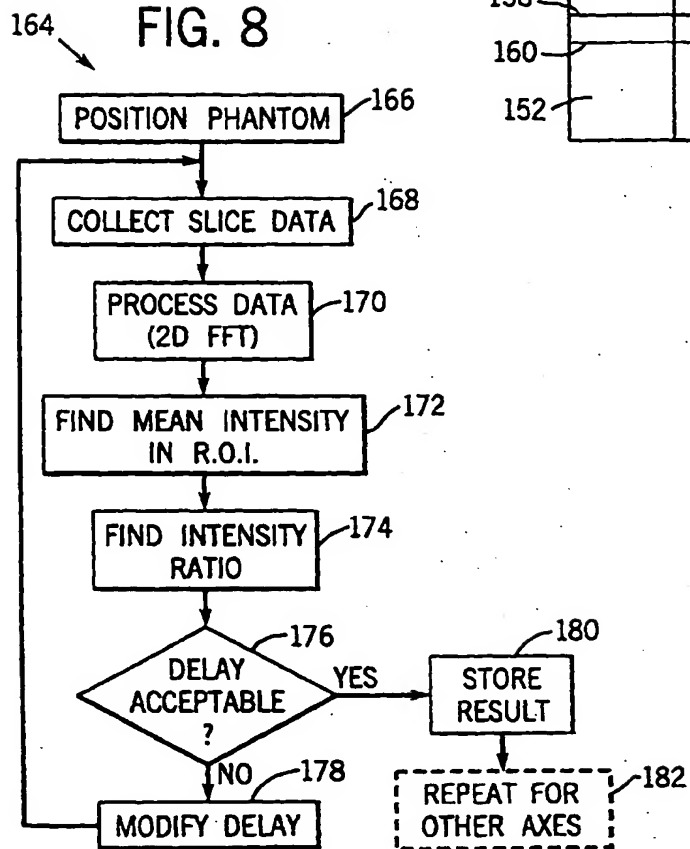 164
FIG. 8
160
152
POSITION PHANTOM
166
COLLECT SLICE DATA
168
PROCESS DATA
(2D FFT)
170
FIND MEAN INTENSITY
IN R.O.I.
172
FIND INTENSITY
RATIO
174
DELAY
ACCEPTABLE
?
176
YES
STORE
RESULT
180
NO
MODIFY DELAY
178
REPEAT FOR
OTHER AXES
182